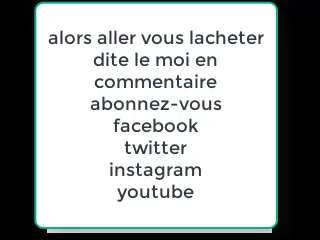 alors aller vous lacheter
dite le moi en
commentaire
abonnez-vous
facebook
twitter
instagram
youtube